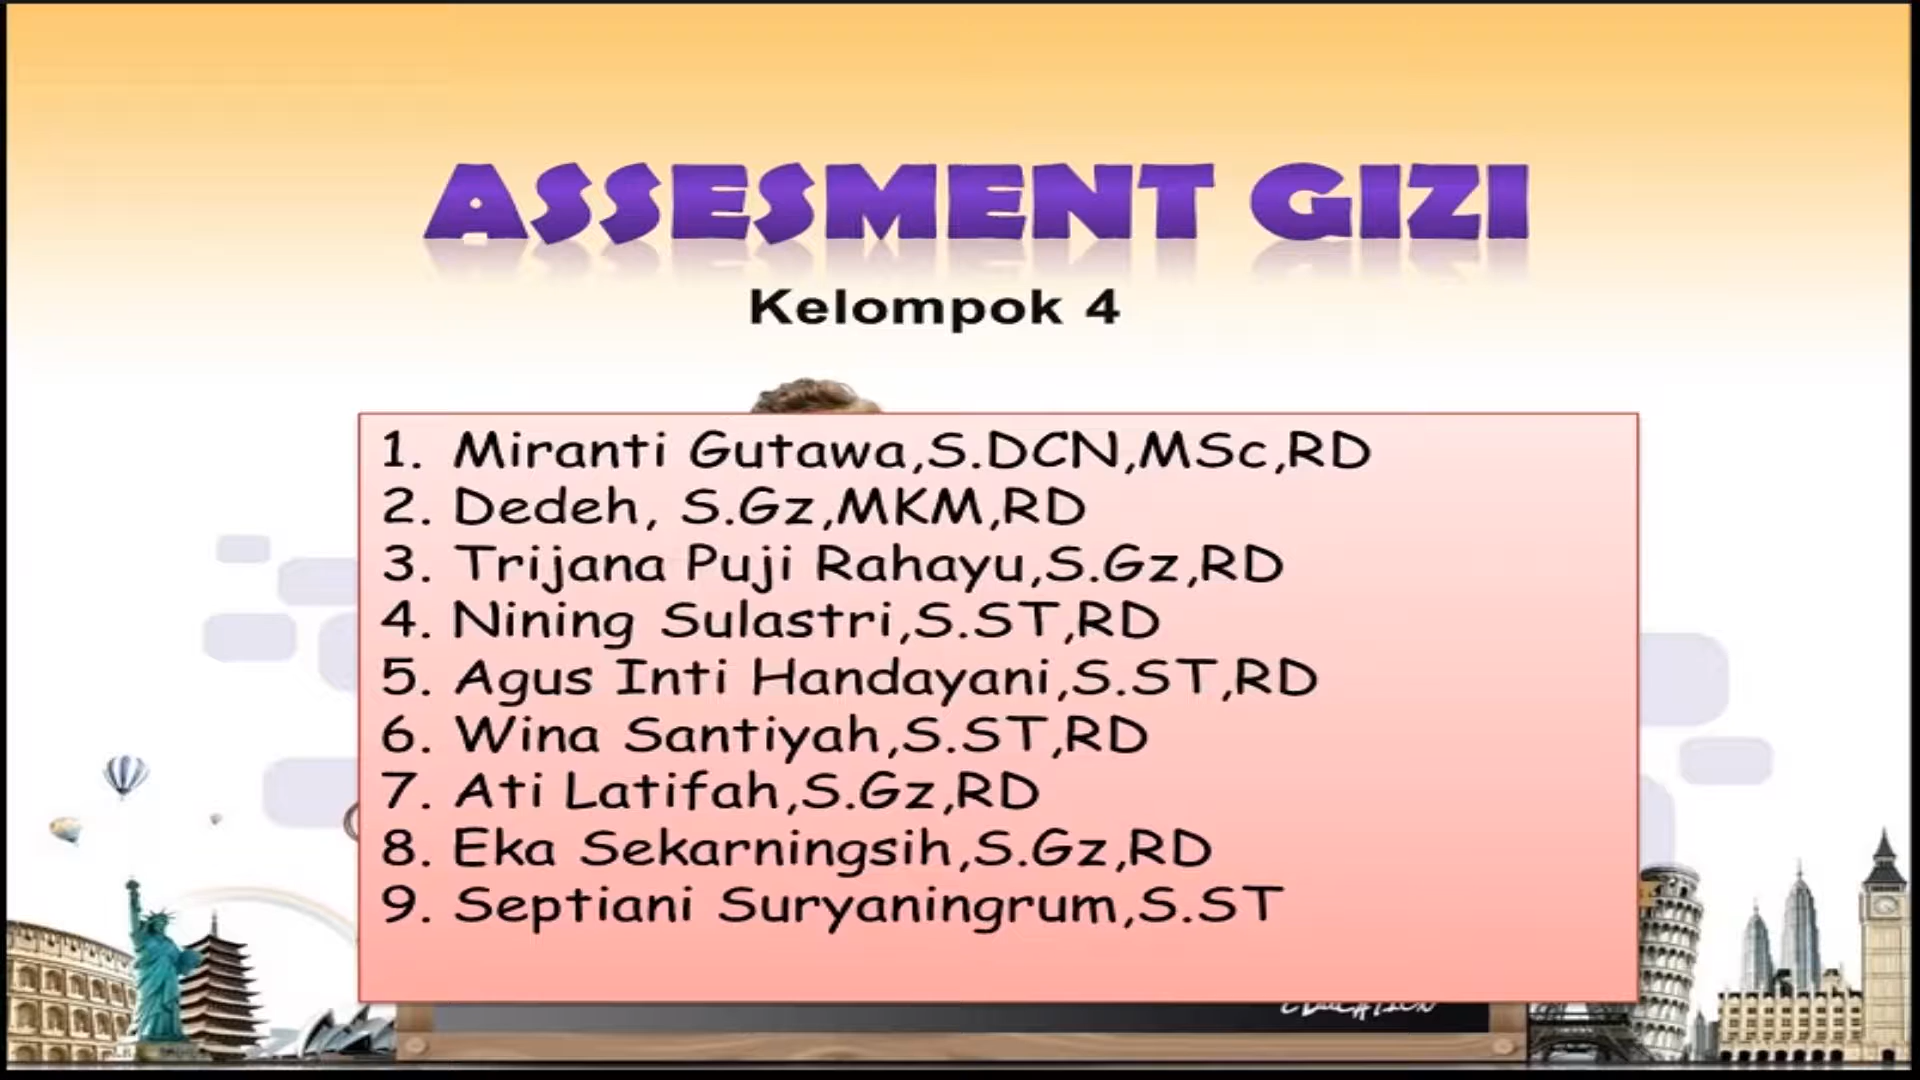 ASSESMENT GIZI
Kelompok 4
1. Miranti Gutawa,S.DCN,MSc,RD
2. Dedeh, S.Gz,MKM,RD
3. Trijana Puji Rahayu,S.Gz,RD
4. Nining Sulastri,S.ST,RD
5. Agus Inti Handayani,S.ST,RD
6. Wina Santiyah,S.ST,RD
7. Ati Latifah,S.Gz,RD
8. Eka Sekarningsih,S.Gz,RD
9. Septiani Suryaningrum,S.ST